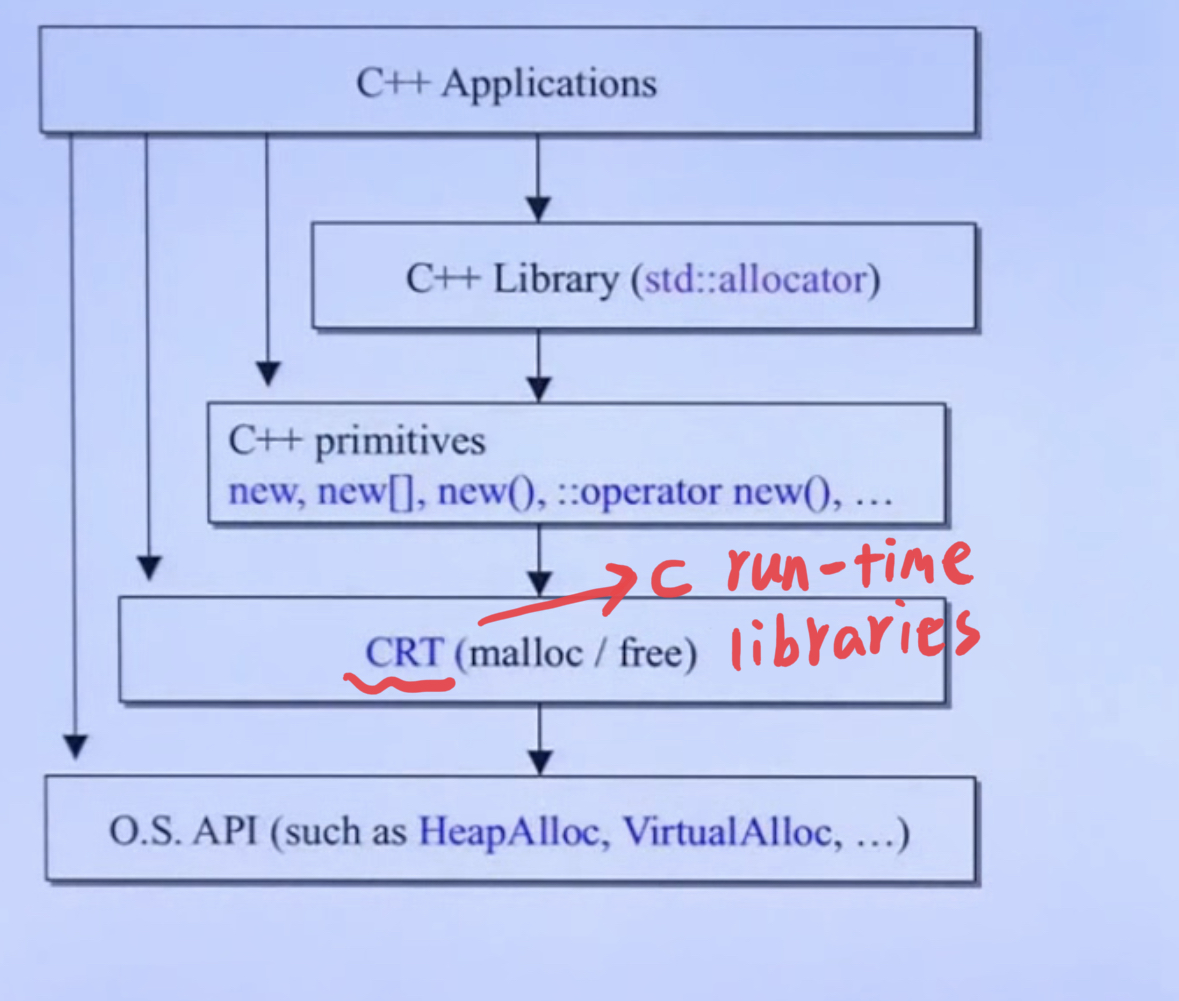 C++ Applications
C++ Library (std::allocator)
C++ primitives
new, new[], new(), ::operator new(), ...
C run-time
libraries
CRT (malloc / free)
O.S. API (such as HeapAlloc, VirtualAlloc, ...)